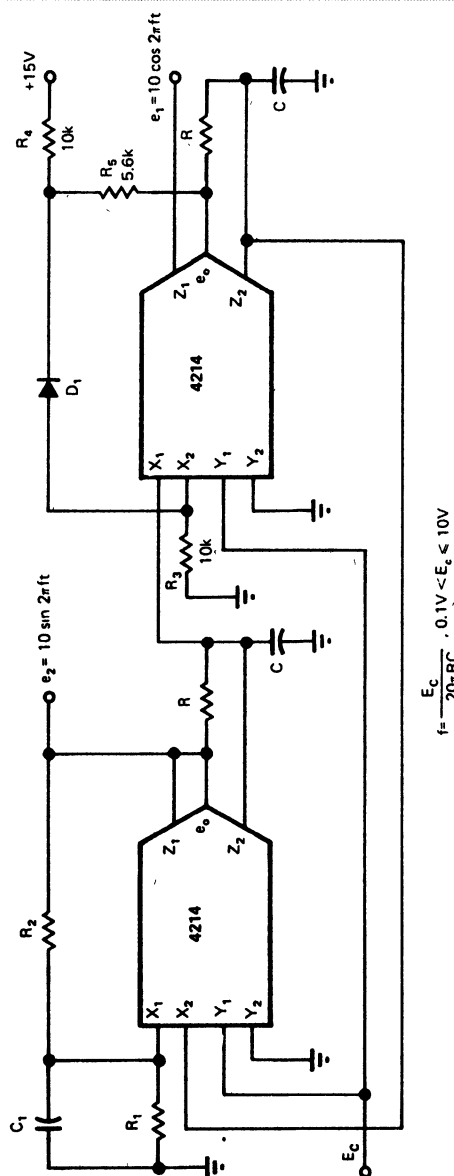 C₁
R₁
R₂
e₂ = 10 sin 2πft
X₁
X₂
Y₁
Y₂
4214
Z₁
e₀
Z₂
R
C
R₃
10k
D₁
X₁
X₂
Y₁
Y₂
4214
Z₁
e₀
Z₂
R₄
10k
+15V
R₅
5.6k
e₁ = 10 cos 2πft
R
C
E_C
f = E_C / 20πRC , 0.1V < E_c ≤ 10V